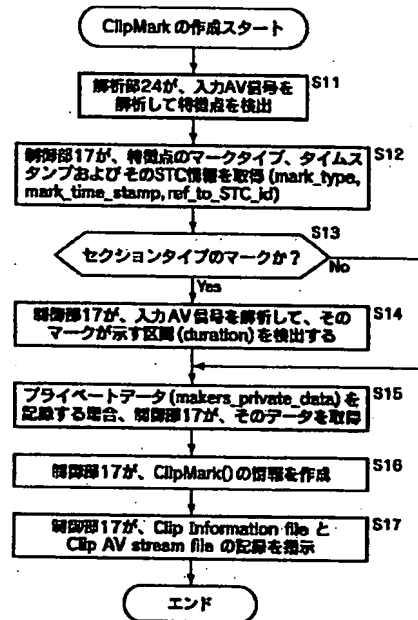 ClipMark の作成スタート
S11
解析部24が、入力AV信号を
解析して特徴点を検出
S12
制御部17が、特徴点のマークタイプ、タイムス
タンプおよびそのSTC情報を取得 (mark_type,
mark_time_stamp, ref_to_STC_id)
S13
セクションタイプのマークか?
No
Yes
S14
制御部17が、入力AV信号を解析して、その
マークが示す区間 (duration) を検出する
S15
プライベートデータ (makers_private_data) を
記録する場合、制御部17が、そのデータを取得
S16
制御部17が、ClipMark() の情報を作成
S17
制御部17が、Clip Information file と
Clip AV stream file の記録を指示
エンド